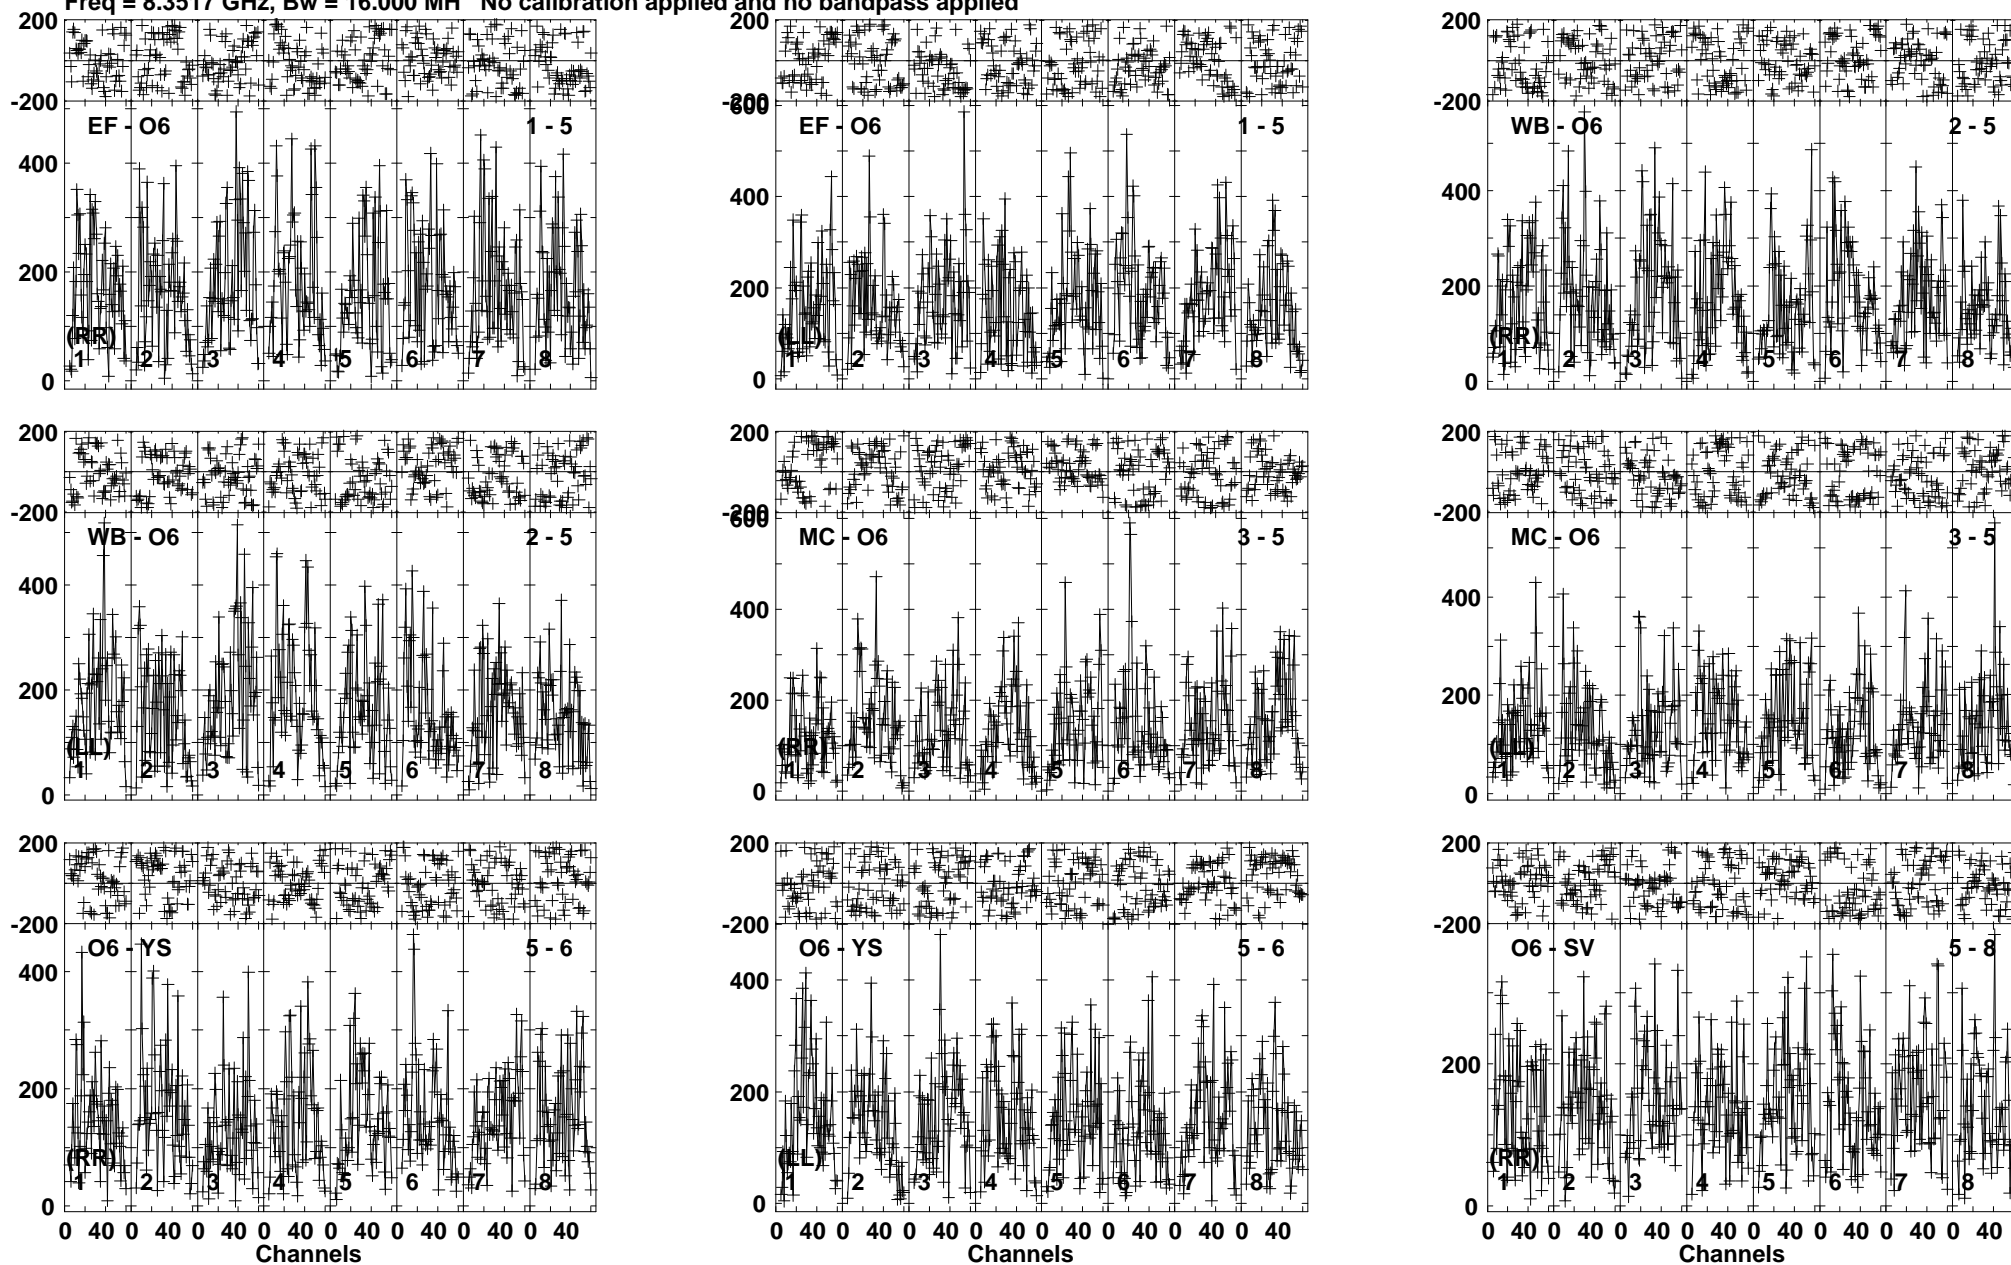 Freq = 8.3517 GHz, Bw = 16.000 MH No calibration applied and no bandpass applied
200 200 200
-200 -200 -200
600
EF - O6 1 - 5 EF - O6 1 - 5 WB - O6 2 - 5
400 400 400
200 200 200
(RR) (LL) (RR)
1 2 3 4 5 6 7 8 1 2 3 4 5 6 7 8 1 2 3 4 5 6 7 8
0 0 0
200 200 200
-200 -200 -200
600
WB - O6 2 - 5 MC - O6 3 - 5 MC - O6 3 - 5
400 400 400
200 200 200
(LL) (RR) (LL)
1 2 3 4 5 6 7 8 1 2 3 4 5 6 7 8 1 2 3 4 5 6 7 8
0 0 0
200 200 200
-200 -200 -200
O6 - YS 5 - 6 O6 - YS 5 - 6 O6 - SV 5 - 8
400 400
200 200 200
(RR) (LL) (RR)
1 2 3 4 5 6 7 8 1 2 3 4 5 6 7 8 1 2 3 4 5 6 7 8
0 0 0
0 40 0 40 0 40 0 40 0 40 0 40 0 40 0 40 0 40 0 40 0 40 0 40 0 40 0 40 0 40 0 40 0 40 0 40 0 40 0 40 0 40 0 40 0 40 0 40
Channels Channels Channels